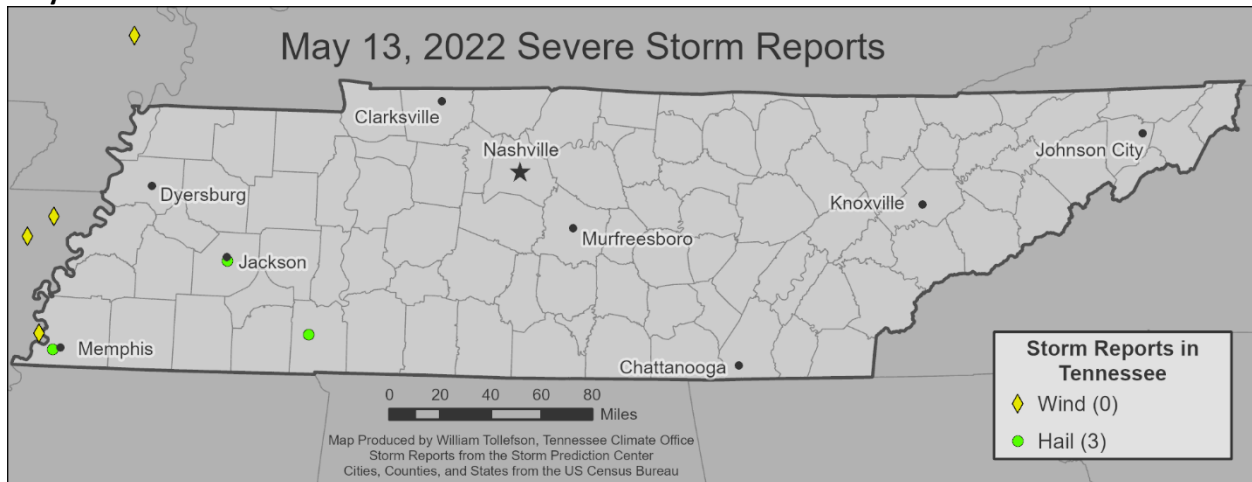 May 13, 2022 Severe Storm Reports
Clarksville
Nashville
Johnson City
Dyersburg
Knoxville
Murfreesboro
Jackson
Memphis
Chattanooga
Storm Reports in
Tennessee
Wind (0)
Hail (3)
0 20 40 60 80
Miles
Map Produced by William Tollefson, Tennessee Climate Office
Storm Reports from the Storm Prediction Center
Cities, Counties, and States from the US Census Bureau